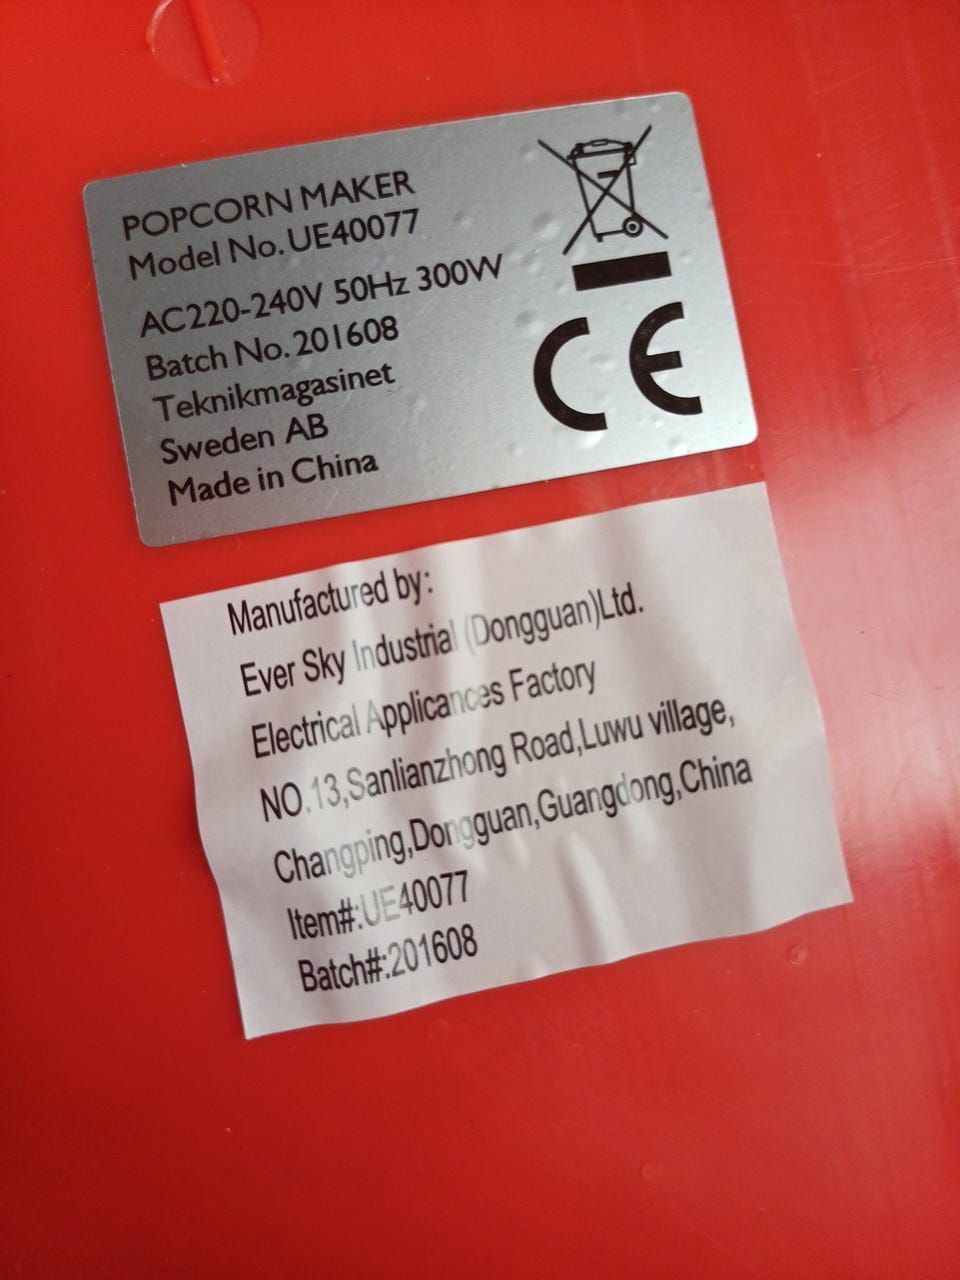 POPCORN MAKER
Model No. UE40077
AC220-240V 50Hz 300W
Batch No. 201608
Teknikmagasinet
Sweden AB
Made in China
CE
Manufactured by:
Ever Sky Industrial (Dongguan)Ltd.
Electrical Applicances Factory
NO.13,Sanlianzhong Road,Luwu village,
Changping,Dongguan,Guangdong,China
Item#:UE40077
Batch#:201608